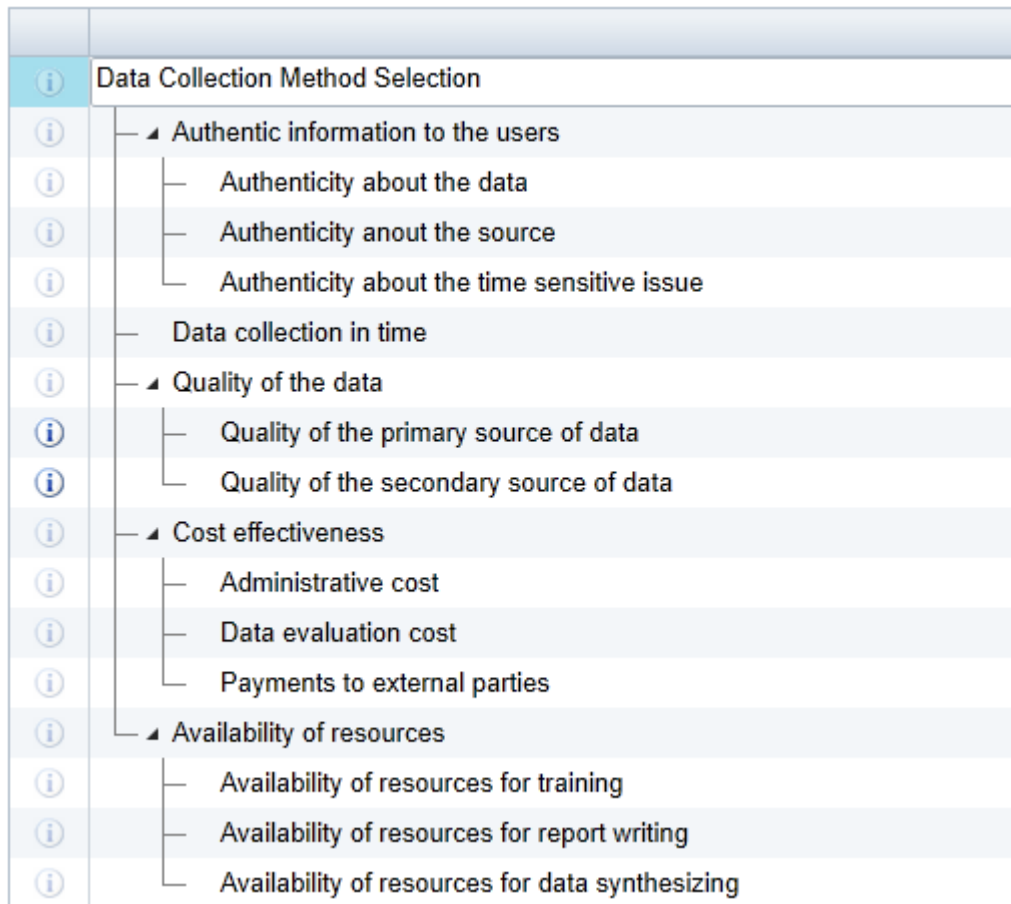 Data Collection Method Selection
Authentic information to the users
Authenticity about the data
Authenticity anout the source
Authenticity about the time sensitive issue
Data collection in time
Quality of the data
Quality of the primary source of data
Quality of the secondary source of data
Cost effectiveness
Administrative cost
Data evaluation cost
Payments to external parties
Availability of resources
Availability of resources for training
Availability of resources for report writing
Availability of resources for data synthesizing